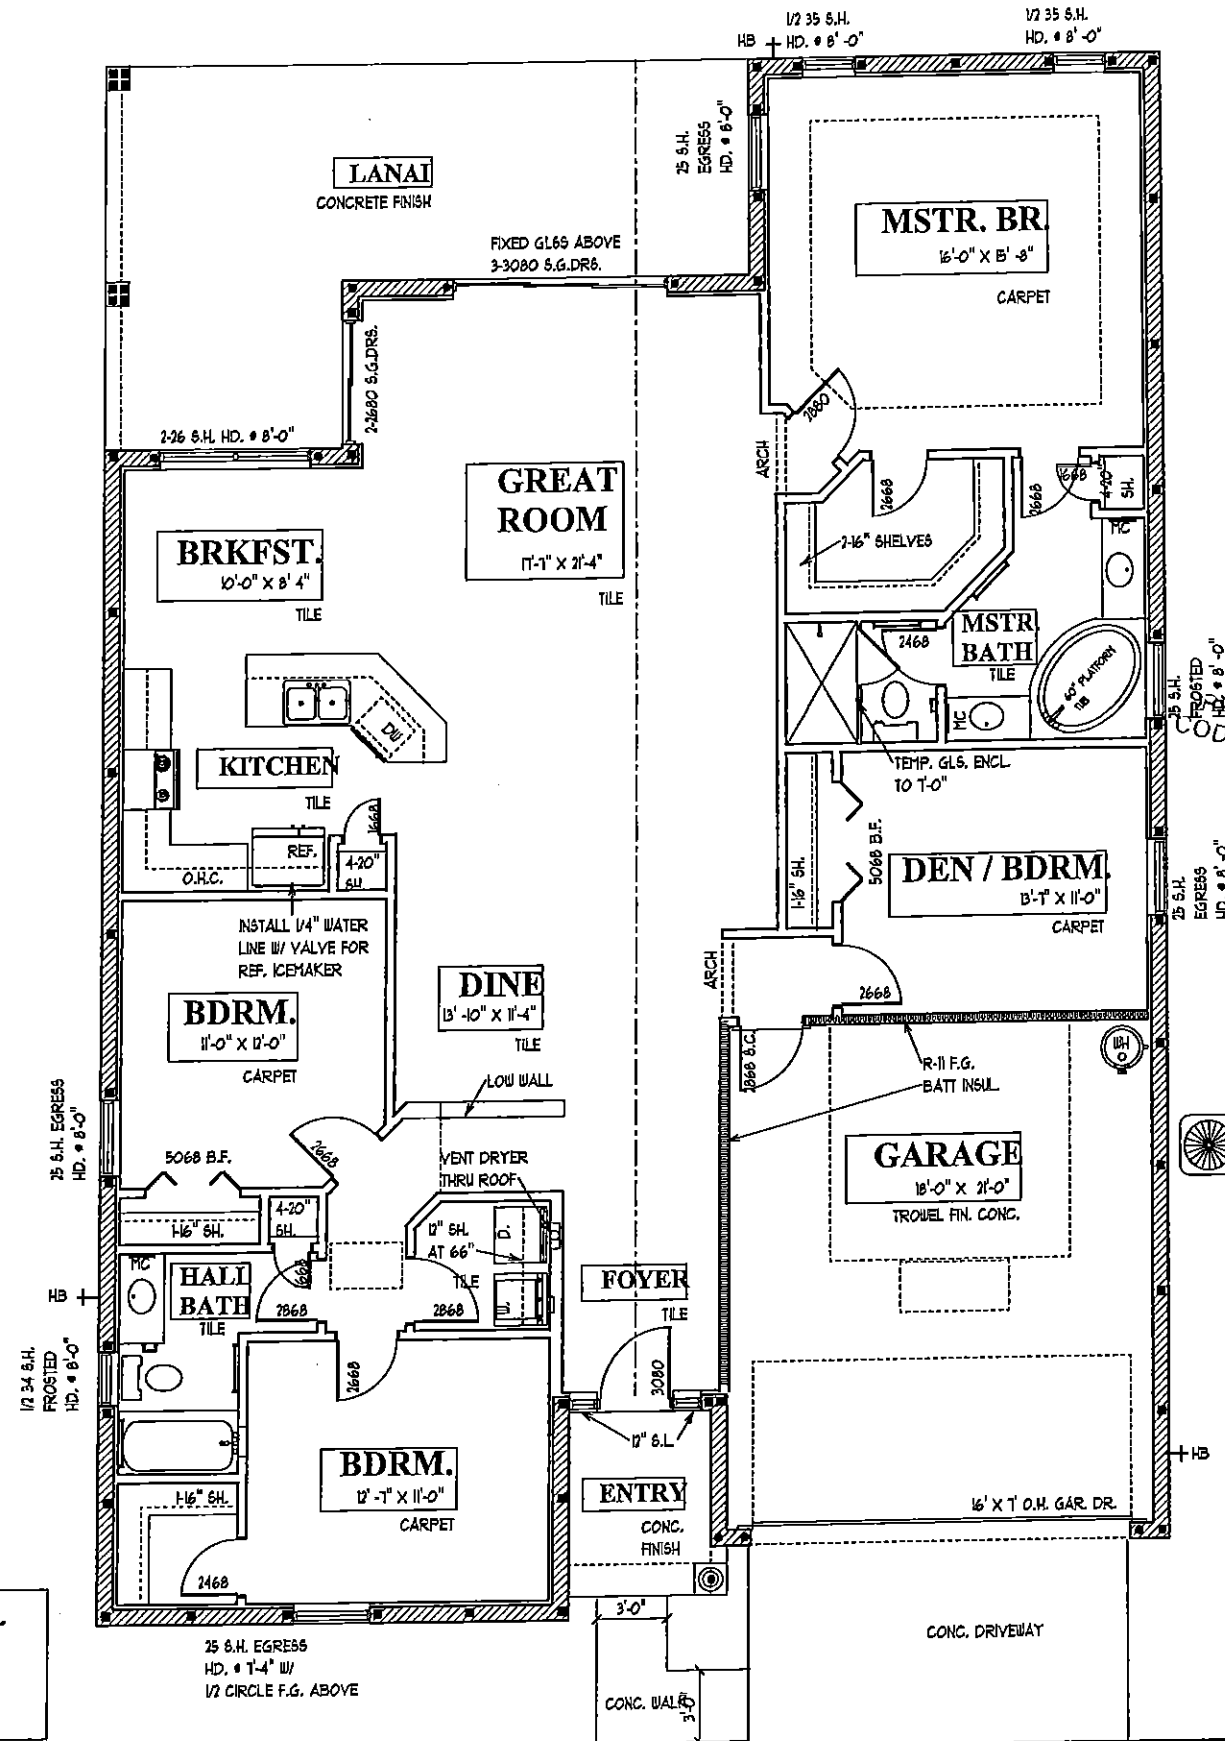 1/2 35 S.H.
HD. @ 8'-0"
1/2 35 S.H.
HD. @ 8'-0"
HB
25 S.H.
EGRESS
HD. @ 8'-0"
LANAI
CONCRETE FINISH
MSTR. BR.
16'-0" X 15'-8"
CARPET
FIXED GLSS ABOVE
3-3080 S.G.DRS.
2-2680 S.G.DRS.
2-26 S.H. HD. @ 8'-0"
2880
ARCH
GREAT
ROOM
17'-7" X 21'-4"
TILE
2668
2668
1668
4-20"
SH.
MC
2-16" SHELVES
BRKFST.
10'-0" X 8' 4"
TILE
MSTR.
BATH
TILE
2468
60" PLATFORM
TUB
MC
25 S.H.
FROSTED
HD. @ 8'-0"
COD
DW
KITCHEN
TILE
TEMP. GLS. ENCL.
TO 7'-0"
1668
REF.
4-20"
SH.
O.H.C.
1-16" SH.
5068 B.F.
DEN / BDRM.
13'-7" X 11'-0"
CARPET
25 S.H.
EGRESS
HD. @ 8'-0"
INSTALL 1/4" WATER
LINE W/ VALVE FOR
REF. ICEMAKER
ARCH
2668
DINE
13'-10" X 11'-4"
TILE
BDRM.
11'-0" X 12'-0"
CARPET
2868 S.C.
R-11 F.G.
BATT INSUL.
WH
LOW WALL
25 S.H. EGRESS
HD. @ 8'-0"
2668
5068 B.F.
VENT DRYER
THRU ROOF
GARAGE
18'-0" X 21'-0"
TROWEL FIN. CONC.
1-16" SH.
4-20"
SH.
12" SH.
AT 66"
D.
W.
TILE
MC
HALL
BATH
TILE
1668
2868
2868
FOYER
TILE
HB
1/2 34 S.H.
FROSTED
HD. @ 8'-0"
2668
3080
12" S.L.
BDRM.
12'-7" X 11'-0"
CARPET
1-16" SH.
2468
ENTRY
CONC.
FINISH
HB
16' X 7' O.H. GAR. DR.
3'-0"
25 S.H. EGRESS
HD. @ 7'-4" W/
1/2 CIRCLE F.G. ABOVE
CONC. DRIVEWAY
CONC. WALK
3'-0"